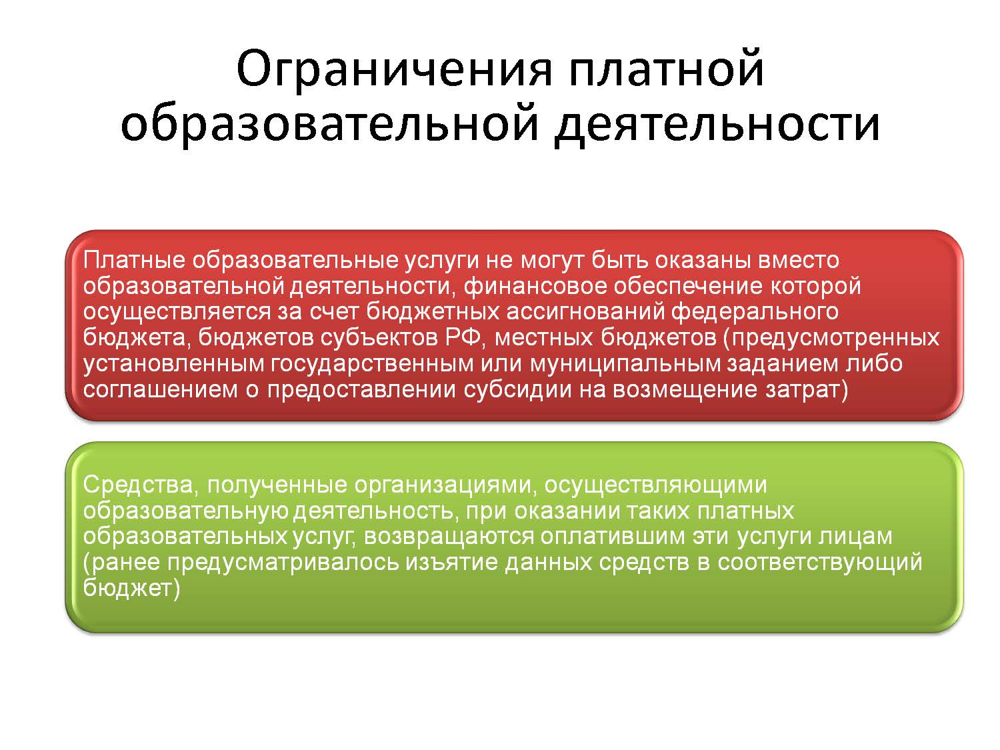 Ограничения платной
образовательной деятельности
Платные образовательные услуги не могут быть оказаны вместо
образовательной деятельности, финансовое обеспечение которой
осуществляется за счет бюджетных ассигнований федерального
бюджета, бюджетов субъектов РФ, местных бюджетов (предусмотренных
установленным государственным или муниципальным заданием либо
соглашением о предоставлении субсидии на возмещение затрат)
Средства, полученные организациями, осуществляющими
образовательную деятельность, при оказании таких платных
образовательных услуг, возвращаются оплатившим эти услуги лицам
(ранее предусматривалось изъятие данных средств в соответствующий
бюджет)